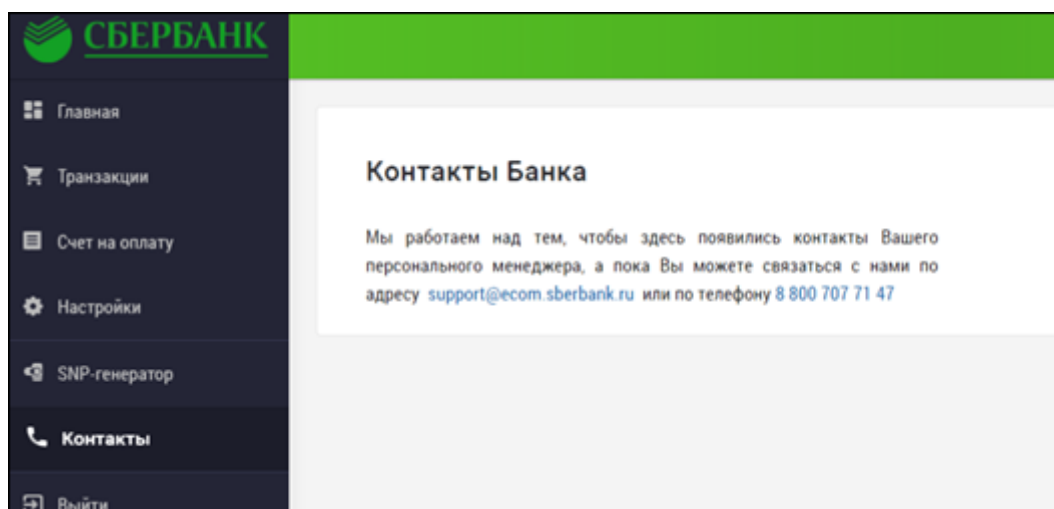 СБЕРБАНК
Главная
Транзакции
Счет на оплату
Настройки
SNP-генератор
Контакты
Выйти
Контакты Банка
Мы работаем над тем, чтобы здесь появились контакты Вашего
персонального менеджера, а пока Вы можете связаться с нами по
адресу support@ecom.sberbank.ru или по телефону 8 800 707 71 47